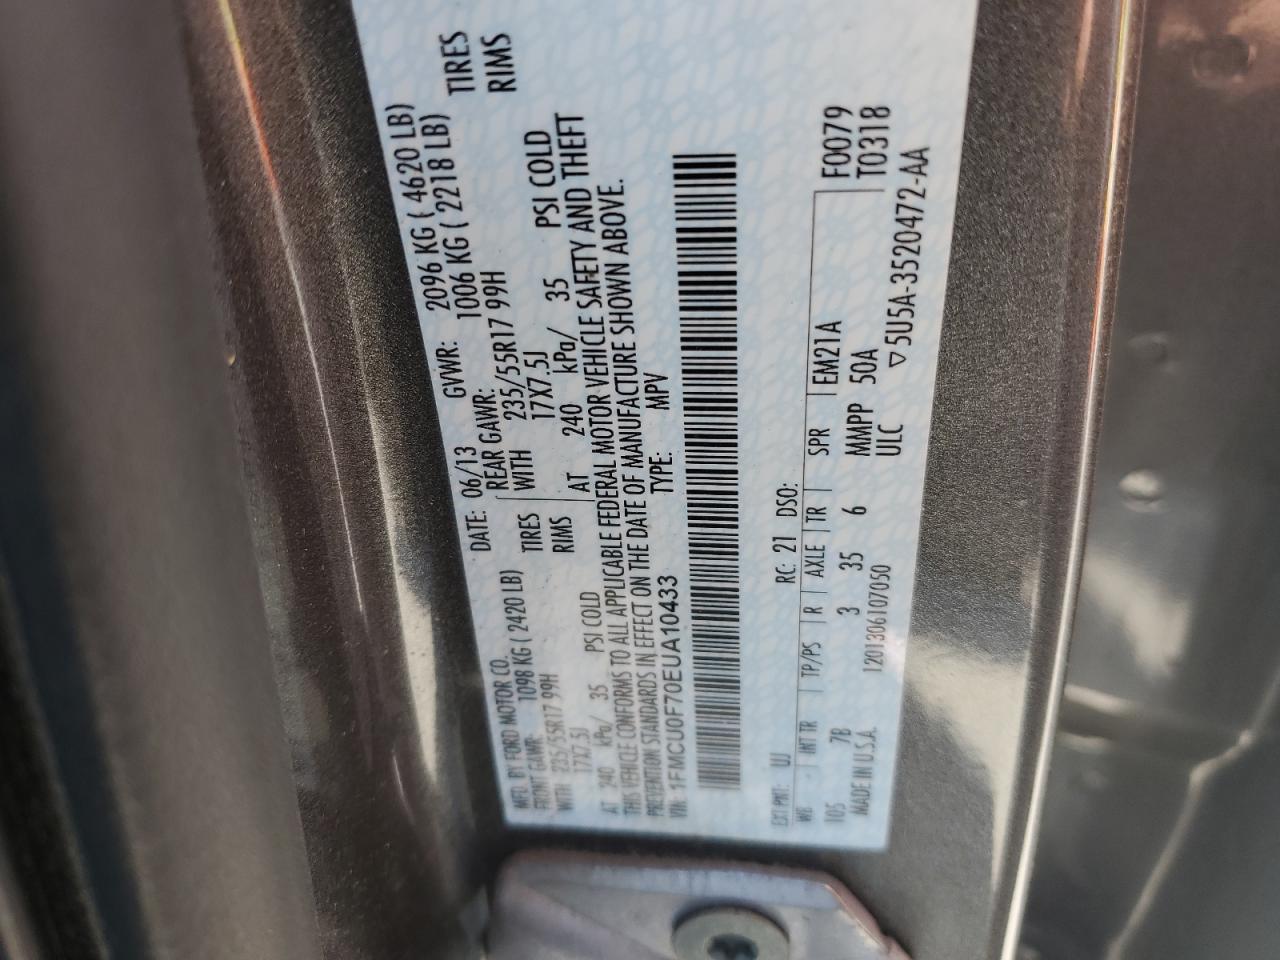 MFD. BY FORD MOTOR CO.
DATE: 06/13 GVWR: 2096 KG ( 4620 LB)
FRONT GAWR: 1098 KG ( 2420 LB) REAR GAWR: 1006 KG ( 2218 LB)
WITH 235/55R17 99H TIRES WITH 235/55R17 99H TIRES
17X7.5J RIMS 17X7.5J RIMS
AT 240 kPa/ 35 PSI COLD AT 240 kPa/ 35 PSI COLD
THIS VEHICLE CONFORMS TO ALL APPLICABLE FEDERAL MOTOR VEHICLE SAFETY AND THEFT
PREVENTION STANDARDS IN EFFECT ON THE DATE OF MANUFACTURE SHOWN ABOVE.
VIN: 1FMCU0F70EUA10433 TYPE: MPV
EXT PNT: UJ RC: 21 DSO:
WB INT TR TP/PS R AXLE TR SPR EM21A F0079
105 7B 3 35 6 MMPP 50A T0318
MADE IN U.S.A. 1201306107050 ULC ▽5U5A-3520472-AA